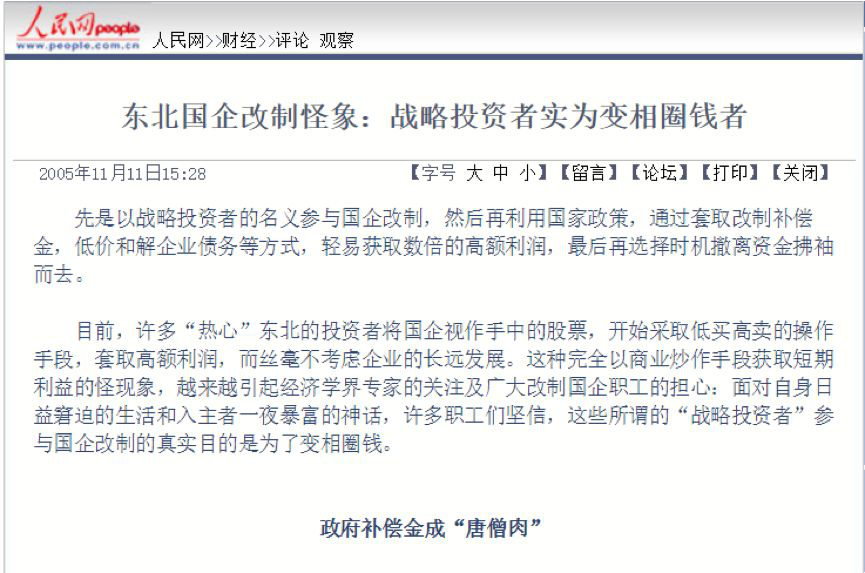 人民网people
www.people.com.cn
人民网>>财经>>评论 观察
东北国企改制怪象：战略投资者实为变相圈钱者
2005年11月11日15:28 【字号 大 中 小】【留言】【论坛】【打印】【关闭】
先是以战略投资者的名义参与国企改制，然后再利用国家政策，通过套取改制补偿
金，低价和解企业债务等方式，轻易获取数倍的高额利润，最后再选择时机撤离资金拂袖
而去。
目前，许多“热心”东北的投资者将国企视作手中的股票，开始采取低买高卖的操作
手段，套取高额利润，而丝毫不考虑企业的长远发展。这种完全以商业炒作手段获取短期
利益的怪现象，越来越引起经济学界专家的关注及广大改制国企职工的担心：面对自身日
益窘迫的生活和入主者一夜暴富的神话，许多职工们坚信，这些所谓的“战略投资者”参
与国企改制的真实目的是为了变相圈钱。
政府补偿金成“唐僧肉”